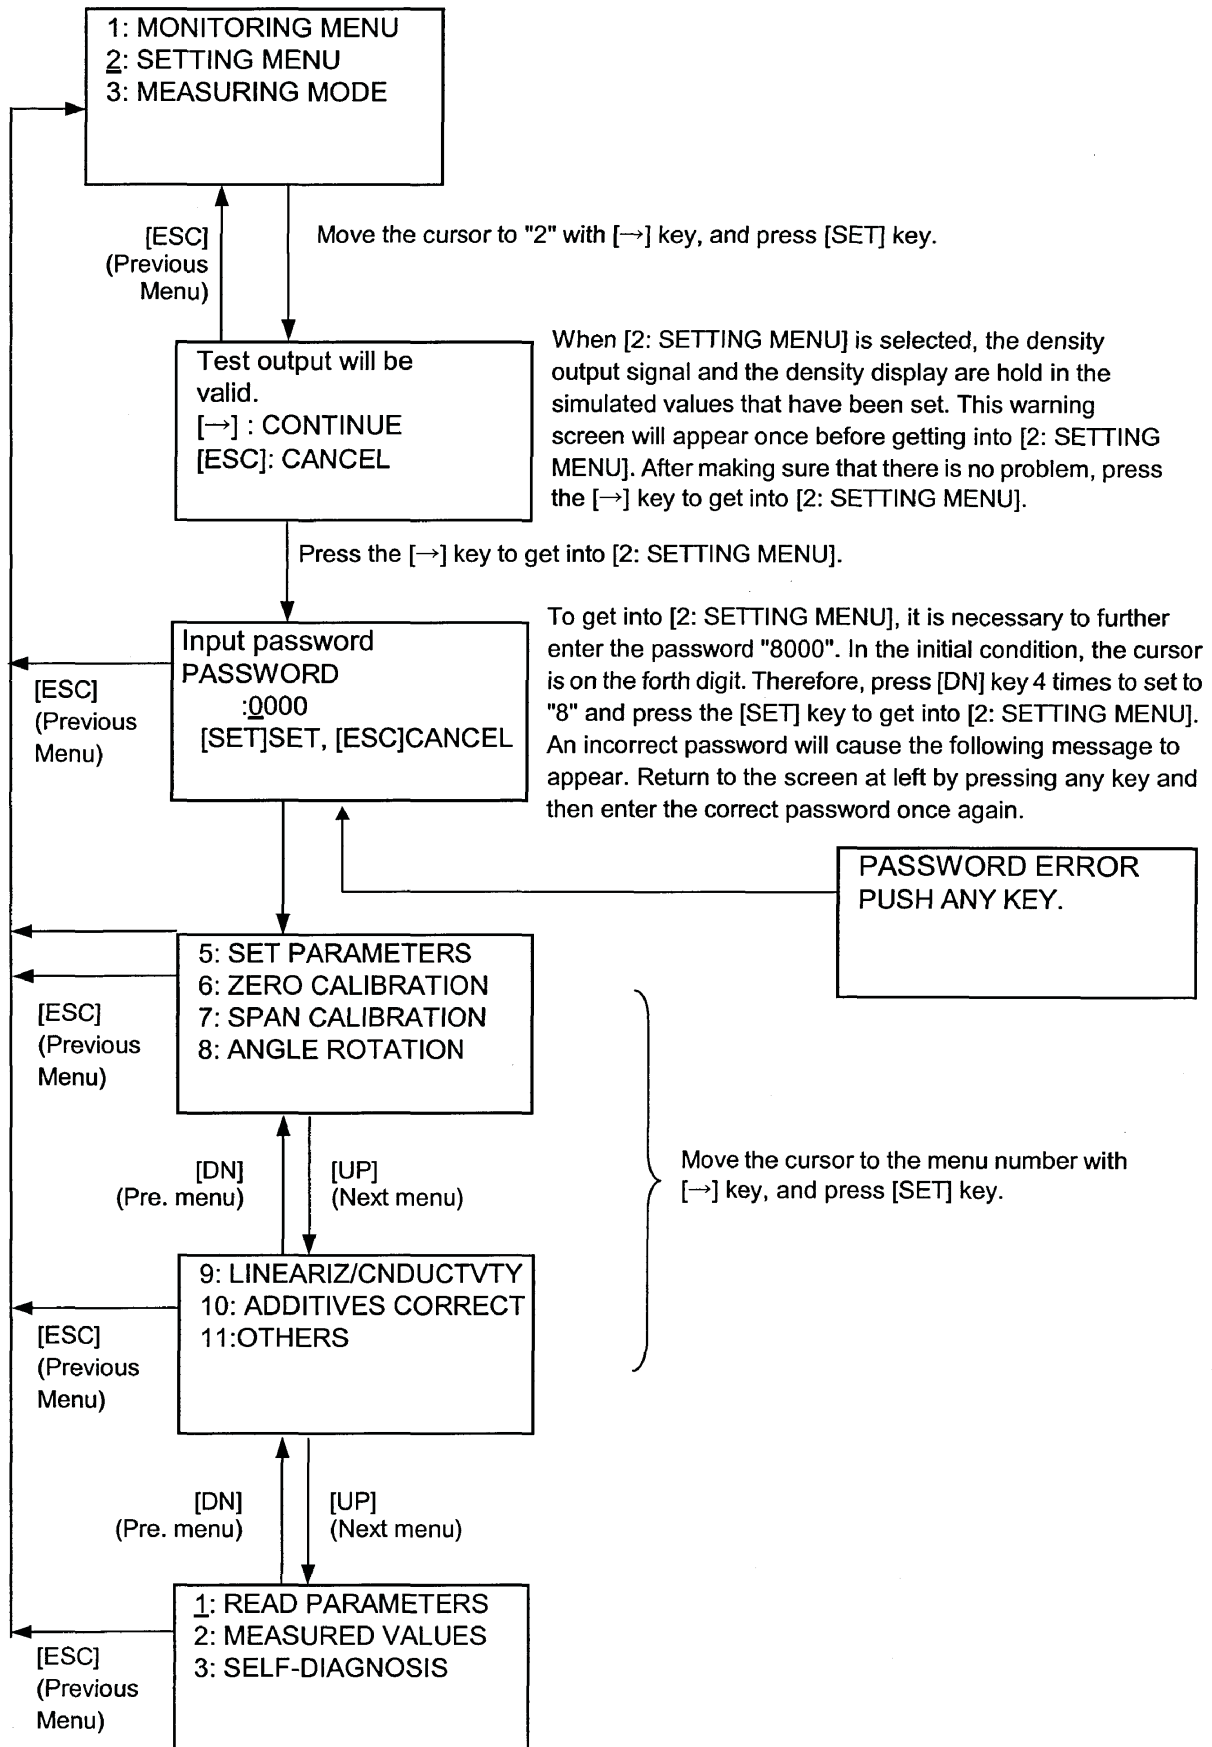 1: MONITORING MENU
2: SETTING MENU
3: MEASURING MODE
[ESC]
(Previous
Menu)
Move the cursor to "2" with [→] key, and press [SET] key.
Test output will be
valid.
[→] : CONTINUE
[ESC]: CANCEL
When [2: SETTING MENU] is selected, the density
output signal and the density display are hold in the
simulated values that have been set. This warning
screen will appear once before getting into [2: SETTING
MENU]. After making sure that there is no problem, press
the [→] key to get into [2: SETTING MENU].
Press the [→] key to get into [2: SETTING MENU].
Input password
PASSWORD
:0000
[SET]SET, [ESC]CANCEL
[ESC]
(Previous
Menu)
To get into [2: SETTING MENU], it is necessary to further
enter the password "8000". In the initial condition, the cursor
is on the forth digit. Therefore, press [DN] key 4 times to set to
"8" and press the [SET] key to get into [2: SETTING MENU].
An incorrect password will cause the following message to
appear. Return to the screen at left by pressing any key and
then enter the correct password once again.
PASSWORD ERROR
PUSH ANY KEY.
5: SET PARAMETERS
6: ZERO CALIBRATION
7: SPAN CALIBRATION
8: ANGLE ROTATION
[ESC]
(Previous
Menu)
[DN]
(Pre. menu)
[UP]
(Next menu)
Move the cursor to the menu number with
[→] key, and press [SET] key.
9: LINEARIZ/CNDUCTVTY
10: ADDITIVES CORRECT
11:OTHERS
[ESC]
(Previous
Menu)
[DN]
(Pre. menu)
[UP]
(Next menu)
1: READ PARAMETERS
2: MEASURED VALUES
3: SELF-DIAGNOSIS
[ESC]
(Previous
Menu)